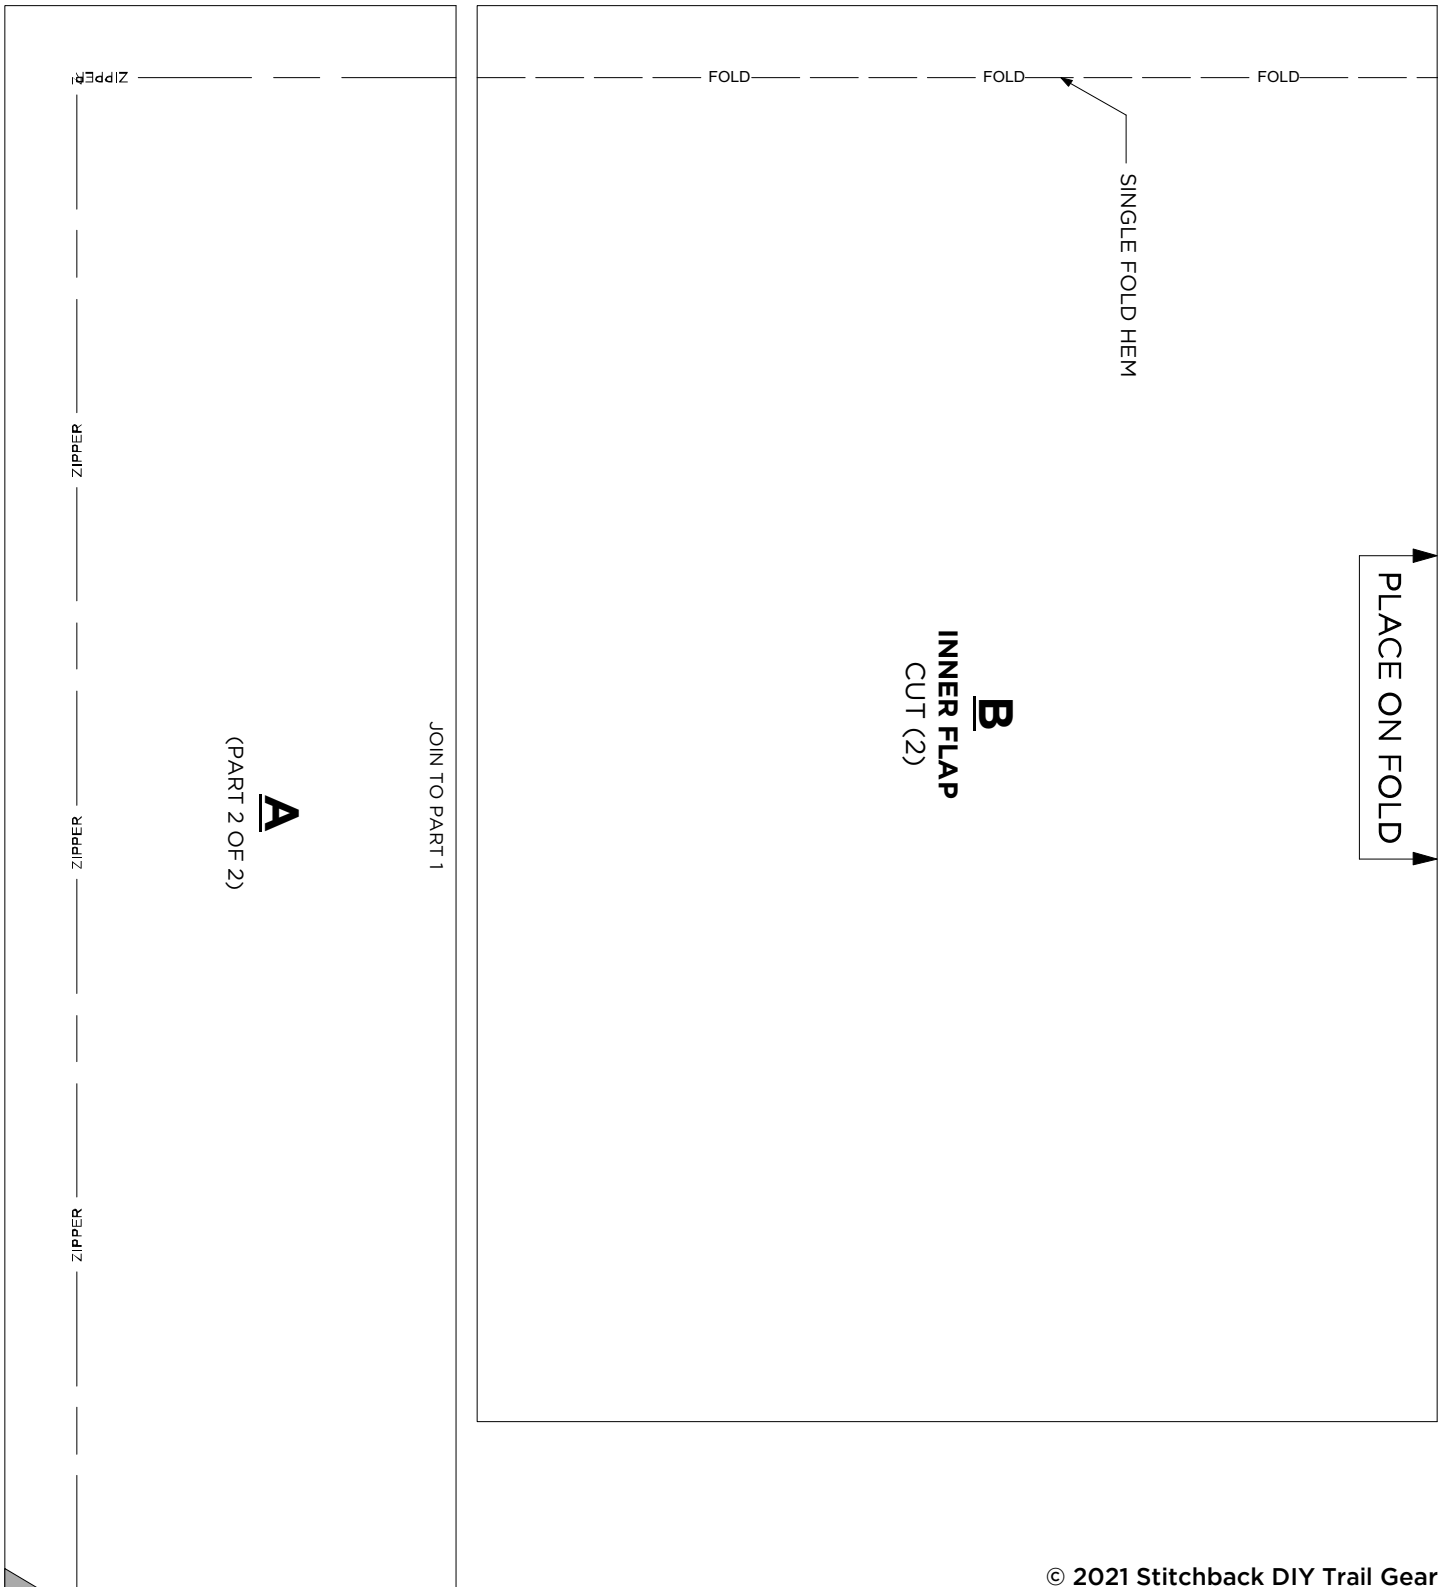 ZIPPER
FOLD
FOLD
FOLD
SINGLE FOLD HEM
ZIPPER
PLACE ON FOLD
B
INNER FLAP
CUT (2)
JOIN TO PART 1
A
(PART 2 OF 2)
ZIPPER
ZIPPER
© 2021 Stitchback DIY Trail Gear